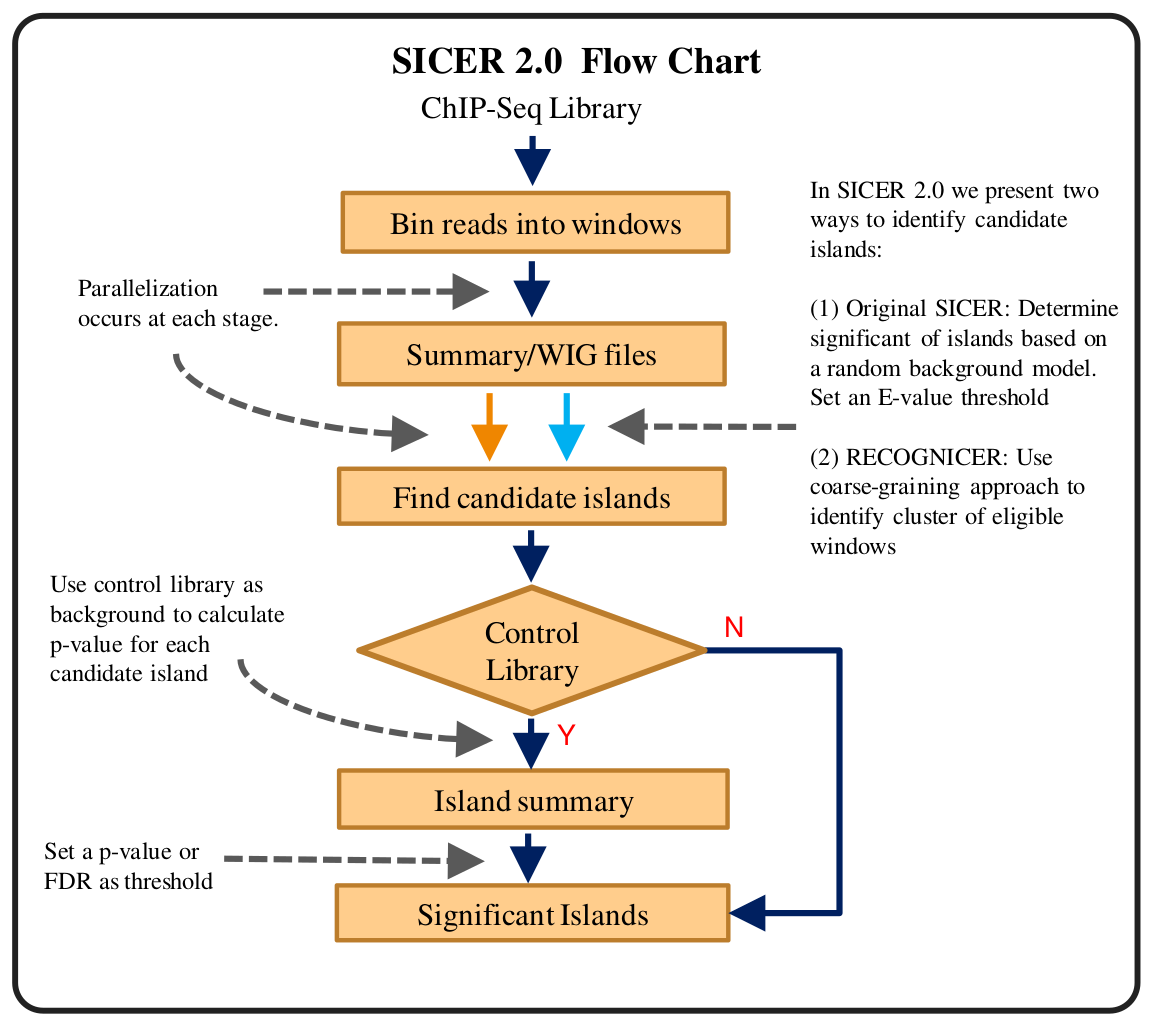 SICER 2.0  Flow Chart
ChIP-Seq Library
Bin reads into windows
In SICER 2.0 we present two
ways to identify candidate
islands:
Parallelization
occurs at each stage.
(1) Original SICER: Determine
significant of islands based on
a random background model.
Set an E-value threshold
Summary/WIG files
(2) RECOGNICER: Use
coarse-graining approach to
identify cluster of eligible
windows
Find candidate islands
Use control library as
background to calculate
p-value for each
candidate island
Control
Library
N
Y
Island summary
Set a p-value or
FDR as threshold
Significant Islands